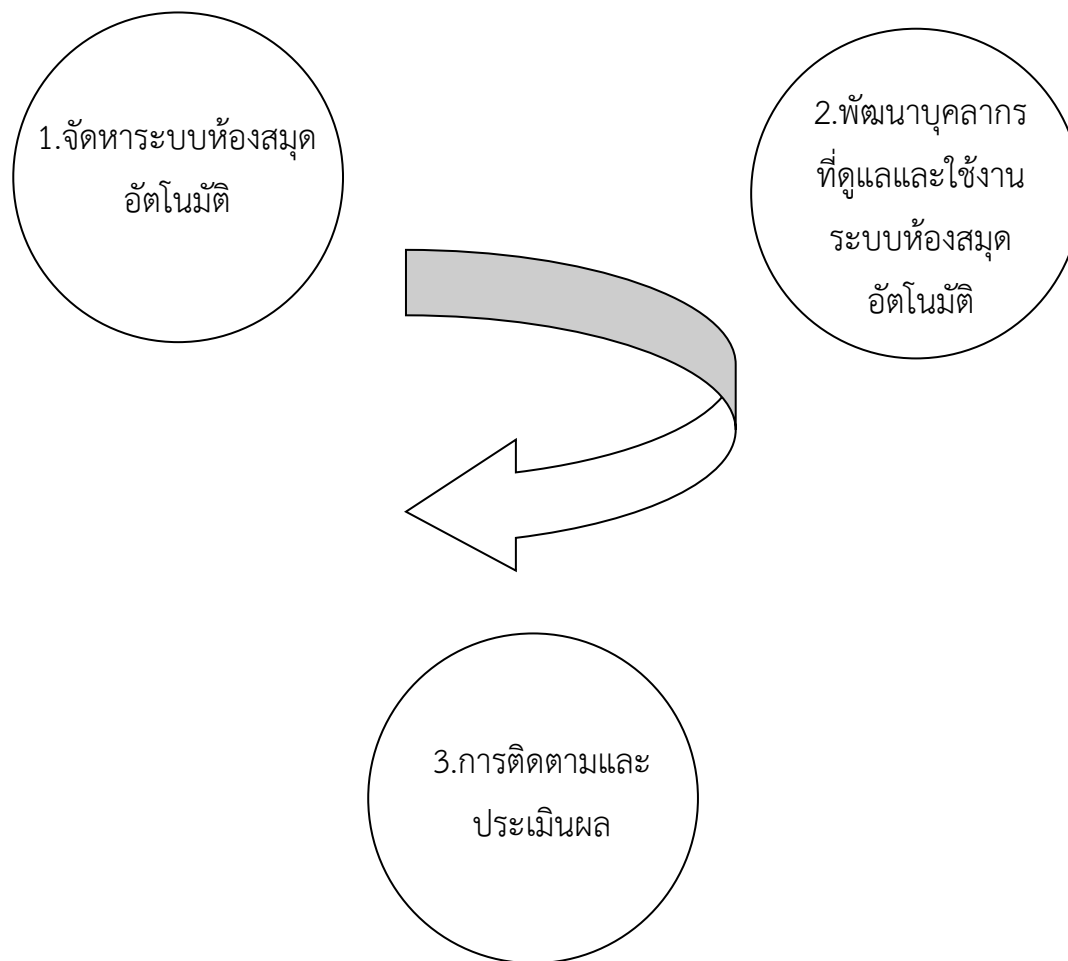 1.จัดหาระบบห้องสมุด
อัตโนมัติ
2.พัฒนาบุคลากร
ที่ดูแลและใช้งาน
ระบบห้องสมุด
อัตโนมัติ
3.การติดตามและ
ประเมินผล